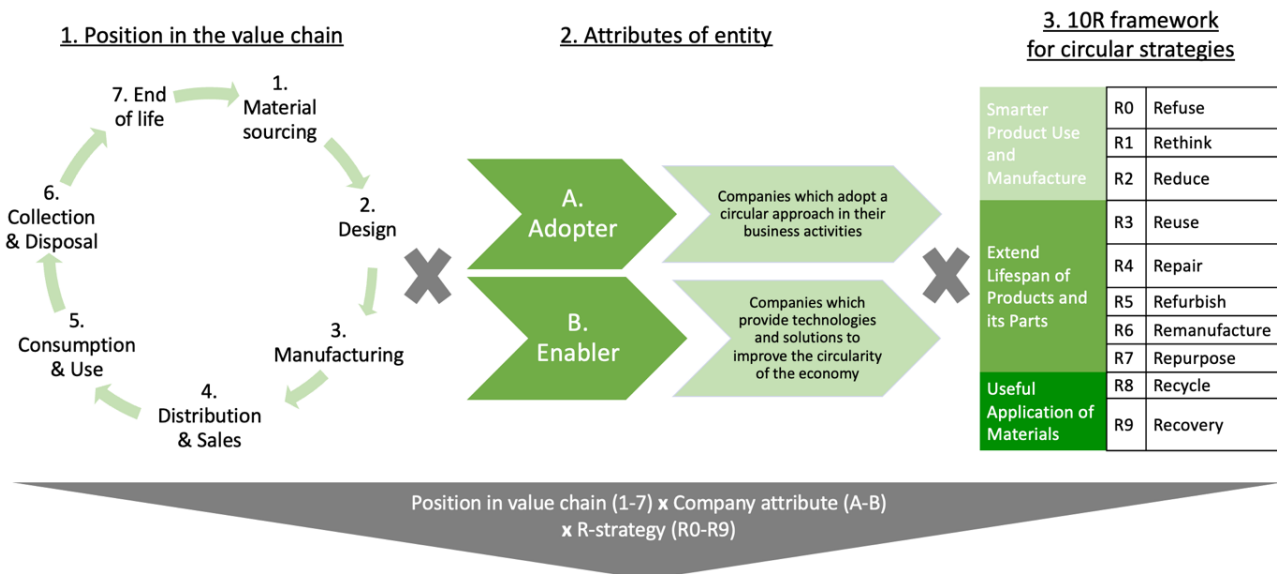 1. Position in the value chain
1.
Material
sourcing
2.
Design
3.
Manufacturing
4.
Distribution
& Sales
5.
Consumption
& Use
6.
Collection
& Disposal
7. End
of life
2. Attributes of entity
A.
Adopter
Companies which adopt a
circular approach in their
business activities
B.
Enabler
Companies which
provide technologies
and solutions to
improve the circularity
of the economy
3. 10R framework
for circular strategies
Smarter
Product Use
and
Manufacture
R0 Refuse
R1 Rethink
R2 Reduce
Extend
Lifespan of
Products and
its Parts
R3 Reuse
R4 Repair
R5 Refurbish
R6 Remanufacture
R7 Repurpose
Useful
Application of
Materials
R8 Recycle
R9 Recovery
Position in value chain (1-7) x Company attribute (A-B)
x R-strategy (R0-R9)